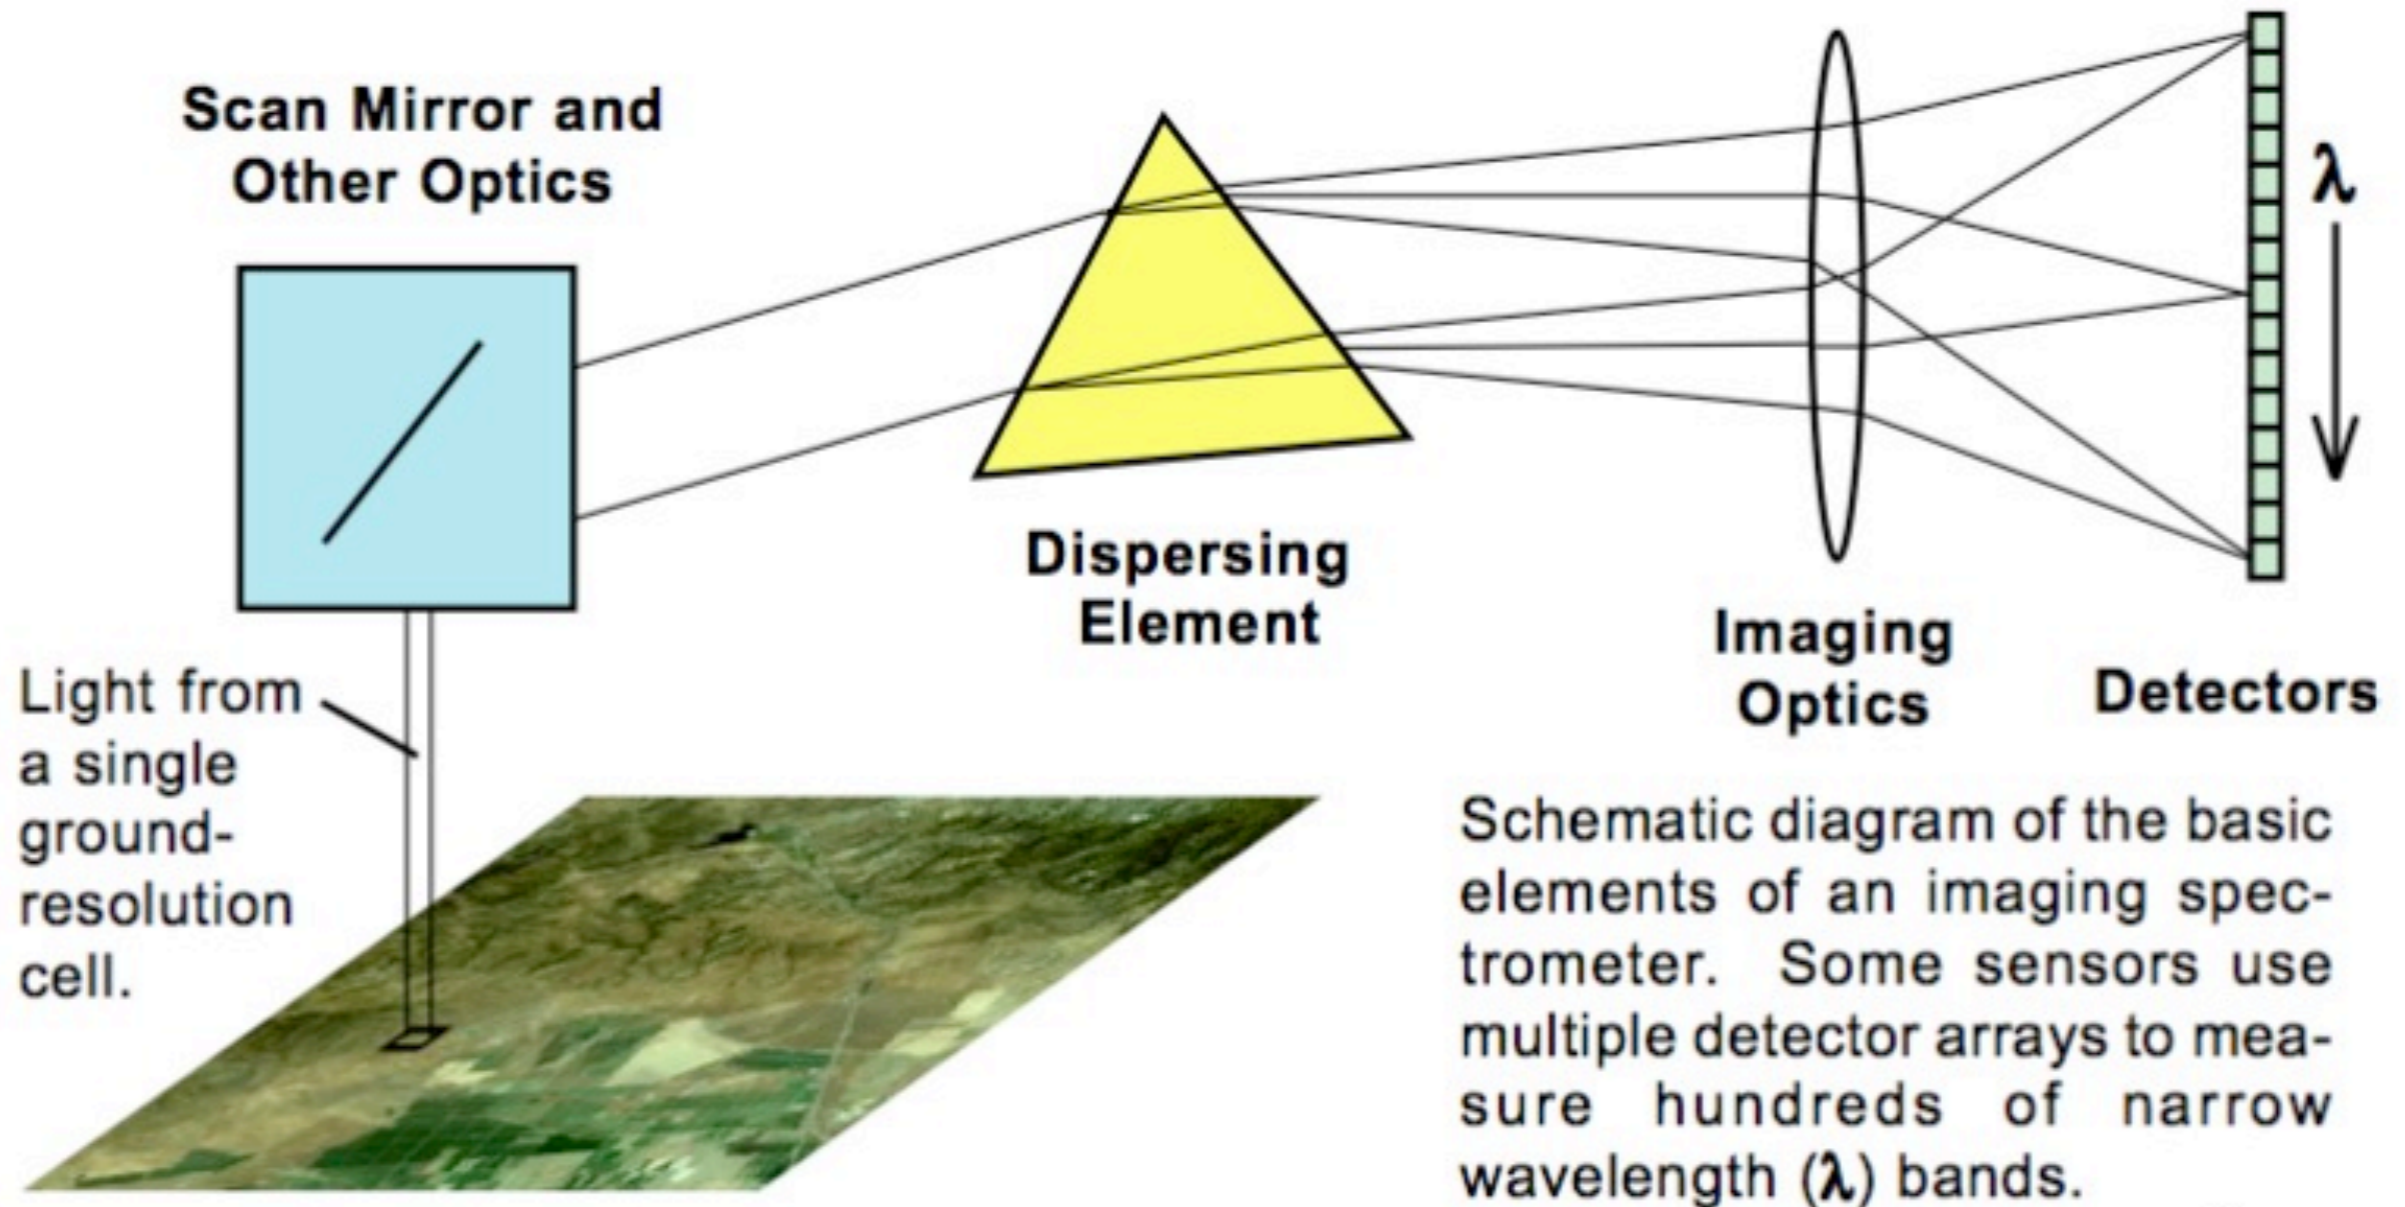 Scan Mirror and
Other Optics
λ
Dispersing
Element
Imaging
Optics
Detectors
Light from
a single
ground-
resolution
cell.
Schematic diagram of the basic
elements of an imaging spec-
trometer. Some sensors use
multiple detector arrays to mea-
sure hundreds of narrow
wavelength (λ) bands.